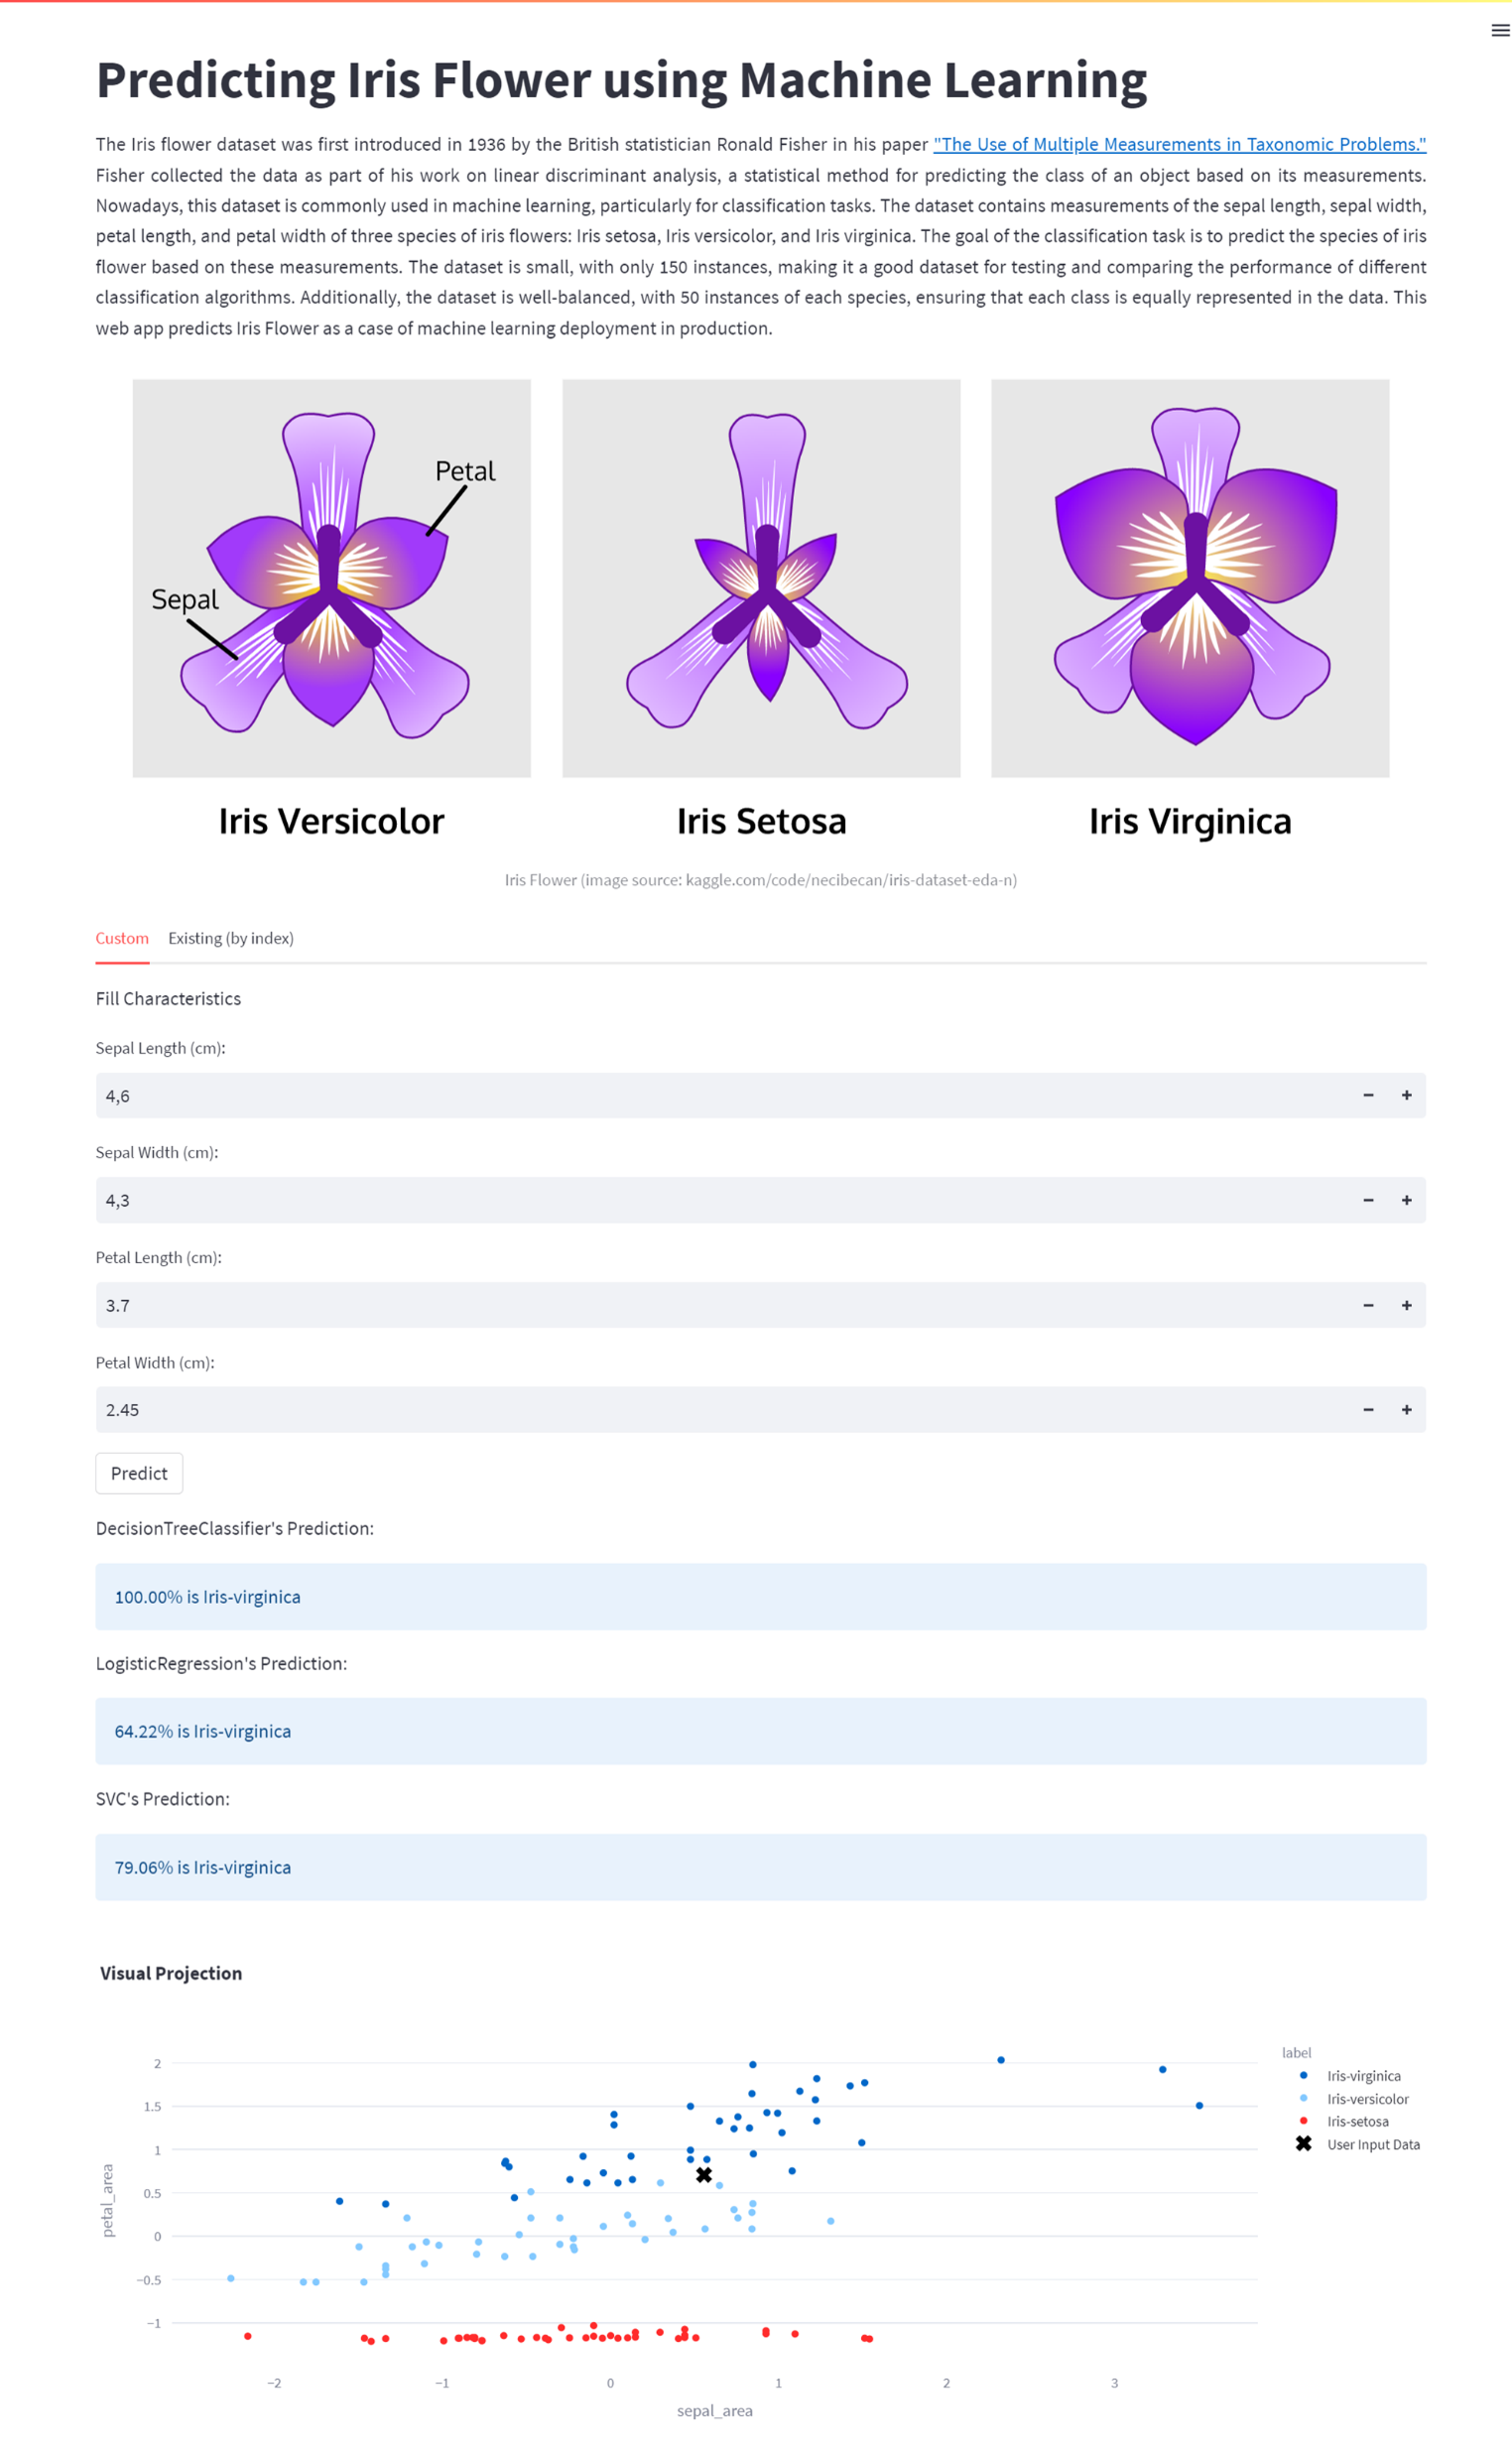 Predicting Iris Flower using Machine Learning
The Iris flower dataset was first introduced in 1936 by the British statistician Ronald Fisher in his paper "The Use of Multiple Measurements in Taxonomic Problems."
Fisher collected the data as part of his work on linear discriminant analysis, a statistical method for predicting the class of an object based on its measurements.
Nowadays, this dataset is commonly used in machine learning, particularly for classification tasks. The dataset contains measurements of the sepal length, sepal width,
petal length, and petal width of three species of iris flowers: Iris setosa, Iris versicolor, and Iris virginica. The goal of the classification task is to predict the species of iris
flower based on these measurements. The dataset is small, with only 150 instances, making it a good dataset for testing and comparing the performance of different
classification algorithms. Additionally, the dataset is well-balanced, with 50 instances of each species, ensuring that each class is equally represented in the data. This
web app predicts Iris Flower as a case of machine learning deployment in production.
Petal
Sepal
Iris Versicolor
Iris Setosa
Iris Virginica
Iris Flower (image source: kaggle.com/code/necibecan/iris-dataset-eda-n)
Custom
Existing (by index)
Fill Characteristics
Sepal Length (cm):
4,6
Sepal Width (cm):
4,3
Petal Length (cm):
3.7
Petal Width (cm):
2.45
Predict
DecisionTreeClassifier's Prediction:
100.00% is Iris-virginica
LogisticRegression's Prediction:
64.22% is Iris-virginica
SVC's Prediction:
79.06% is Iris-virginica
Visual Projection
label
Iris-virginica
Iris-versicolor
Iris-setosa
User Input Data
petal_area
2
1.5
1
0.5
0
−0.5
−1
−2
−1
0
1
2
3
sepal_area